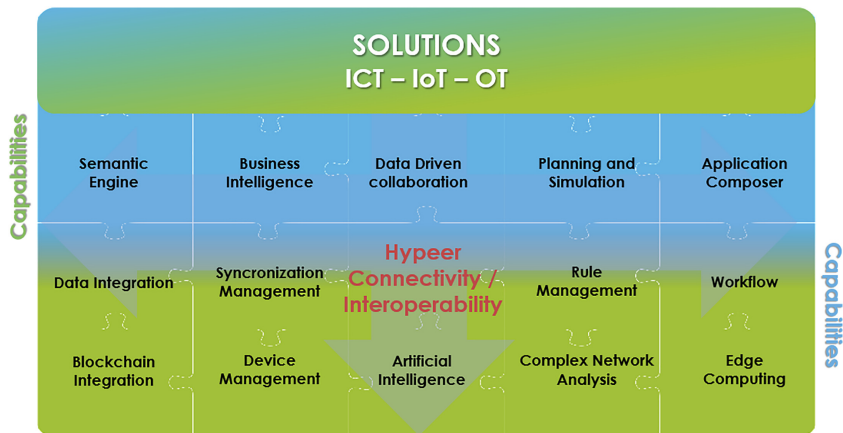 SOLUTIONS
ICT – IoT – OT
Capabilities
Semantic
Engine
Business
Intelligence
Data Driven
collaboration
Planning and
Simulation
Application
Composer
Data Integration
Syncronization
Management
Hypeer
Connectivity /
Interoperability
Rule
Management
Workflow
Capabilities
Blockchain
Integration
Device
Management
Artificial
Intelligence
Complex Network
Analysis
Edge
Computing